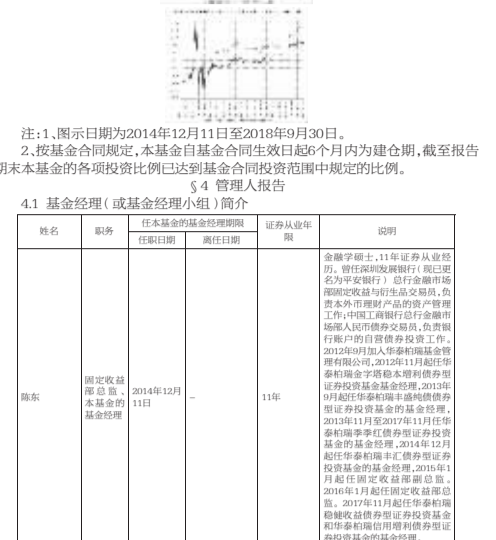 注:1、图示日期为2014年12月11日至2018年9月30日。
2、按基金合同规定,本基金自基金合同生效日起6个月内为建仓期,截至报告
期末本基金的各项投资比例已达到基金合同投资范围中规定的比例。
§4 管理人报告
4.1 基金经理(或基金经理小组)简介
姓名
职务
任本基金的基金经理期限
任职日期
离任日期
证券从业年
限
说明
陈东
固定收益
部总监、
本基金的
基金经理
2014年12月
11日
-
11年
金融学硕士,11年证券从业经
历。曾任深圳发展银行(现已更
名为平安银行)总行金融市场
部固定收益与衍生品交易员,负
责本外币理财产品的资产管理
工作;中国工商银行总行金融市
场部人民币债券交易员,负责银
行账户的自营债券投资工作。
2012年9月加入华泰柏瑞基金管
理有限公司,2012年11月起任华
泰柏瑞金字塔稳本增利债券型
证券投资基金基金经理,2013年
9月起任华泰柏瑞丰盛纯债债券
型证券投资基金的基金经理,
2013年11月至2017年11月任华
泰柏瑞季季红债券型证券投资
基金的基金经理,2014年12月
起任华泰柏瑞丰汇债券型证券
投资基金的基金经理,2015年1
月起任固定收益部副总监。
2016年1月起任固定收益部总
监。2017年11月起任华泰柏瑞
稳健收益债券型证券投资基金
和华泰柏瑞信用增利债券型证
券投资基金的基金经理。